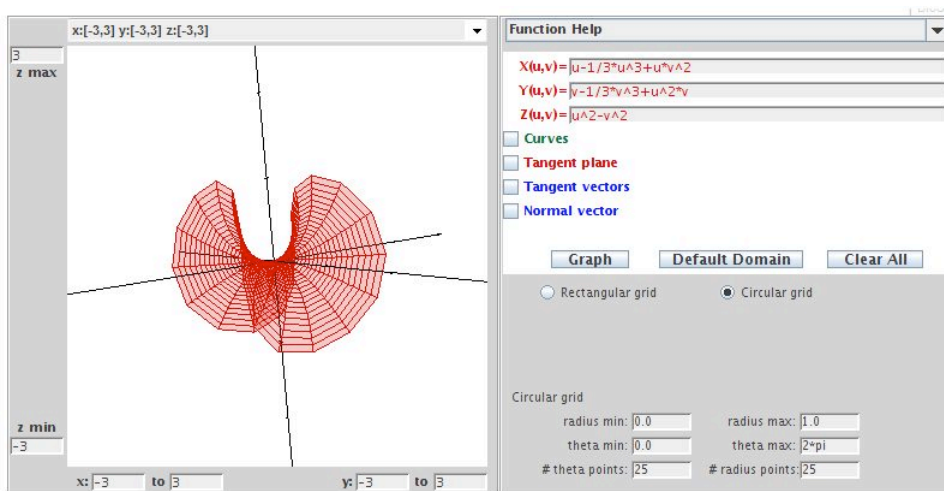 x:[-3,3] y:[-3,3] z:[-3,3]
3
z max
z min
-3
x: -3 to 3 y: -3 to 3
Function Help
X(u,v)= u-1/3*u^3+u*v^2
Y(u,v)= v-1/3*v^3+u^2*v
Z(u,v)= u^2-v^2
Curves
Tangent plane
Tangent vectors
Normal vector
Graph Default Domain Clear All
Rectangular grid Circular grid
Circular grid
radius min: 0.0 radius max: 1.0
theta min: 0.0 theta max: 2*pi
# theta points: 25 # radius points: 25